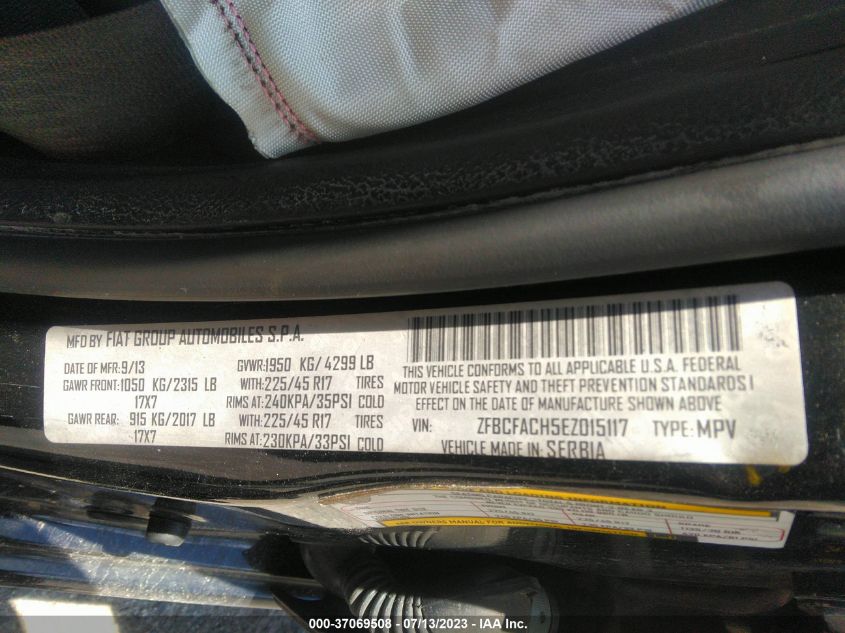 MFD BY FIAT GROUP AUTOMOBILES S.P.A.
DATE OF MFR: 9/13 GVWR: 1950 KG/ 4299 LB
GAWR FRONT: 1050 KG/2315 LB WITH: 225/45 R17 TIRES
17X7 RIMS AT: 240KPA/35PSI COLD
GAWR REAR: 915 KG/2017 LB WITH: 225/45 R17 TIRES
17X7 RIMS AT: 230KPA/33PSI COLD
THIS VEHICLE CONFORMS TO ALL APPLICABLE U.S.A. FEDERAL
MOTOR VEHICLE SAFETY AND THEFT PREVENTION STANDARDS I
EFFECT ON THE DATE OF MANUFACTURE SHOWN ABOVE
VIN: ZFBCFACH5EZ015117 TYPE: MPV
VEHICLE MADE IN SERBIA
OWNERS MANUAL FOR
000-37069508 - 07/13/2023 - IAA Inc.